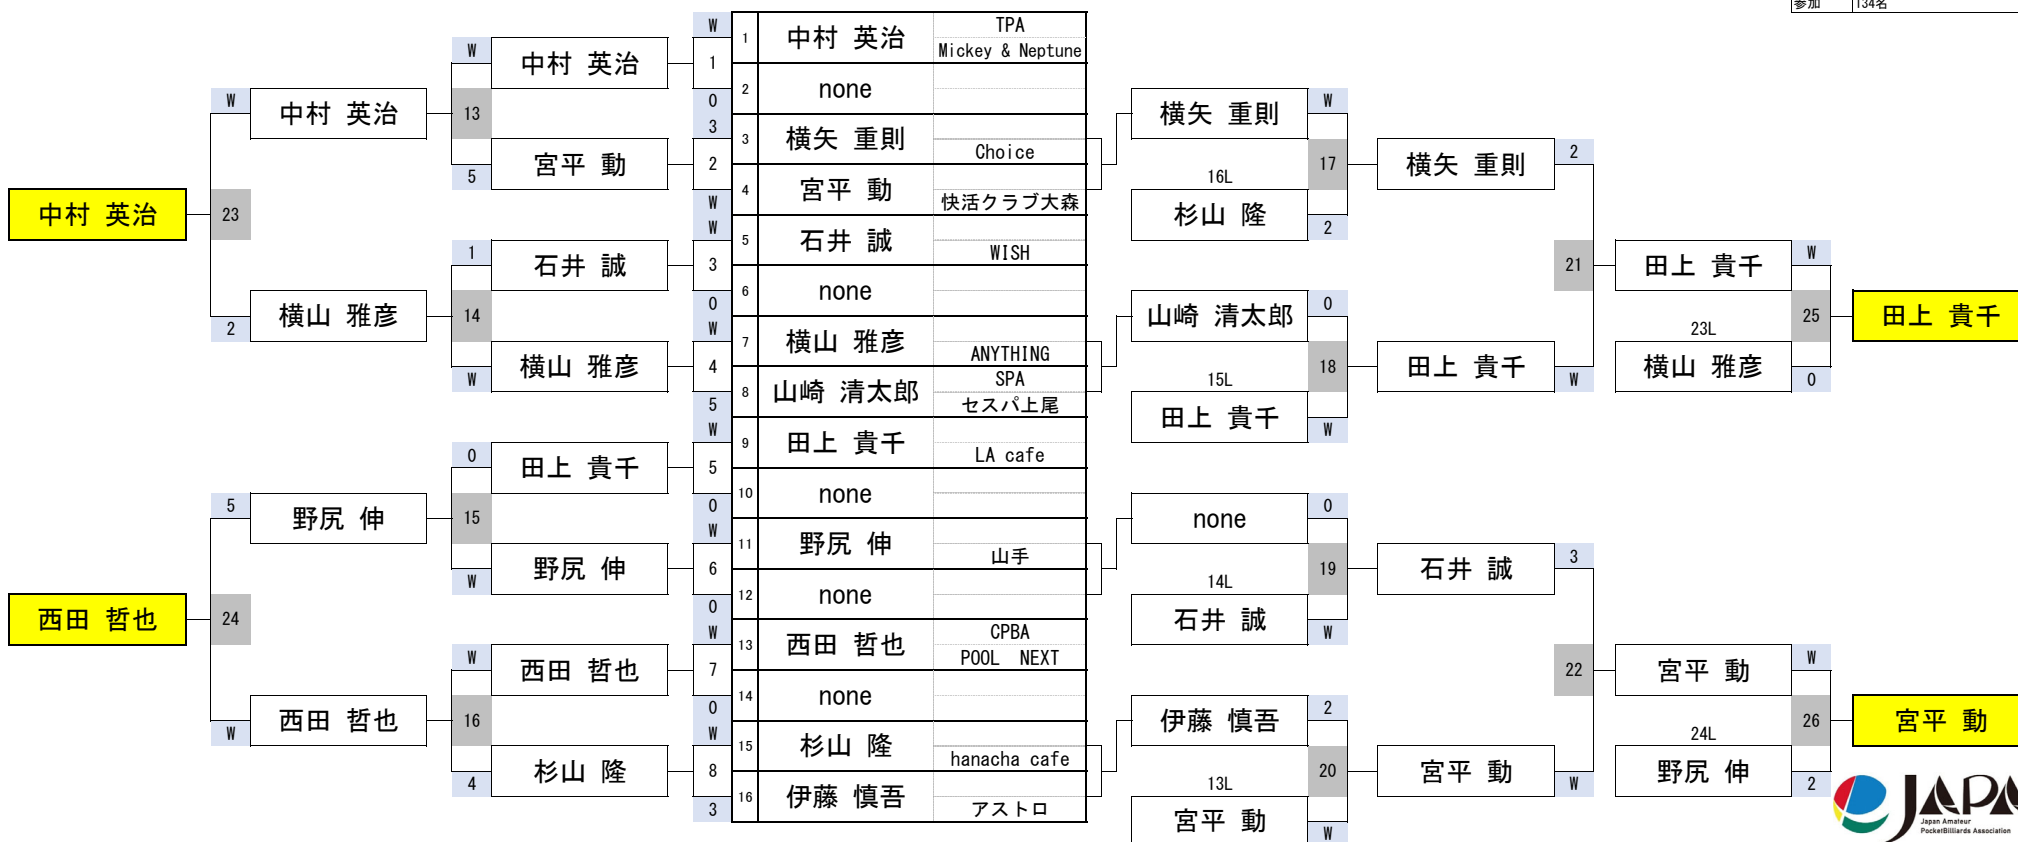 参加 134名
W 1 中村 英治 TPA
Mickey & Neptune
W 中村 英治 1
2 none
W 中村 英治 13 0
横矢 重則 W
3
3 横矢 重則 Choice
5 宮平 動 2
横矢 重則 2
17
16L
4 宮平 動 快活クラブ大森
W
杉山 隆 2
中村 英治 23
W
5 石井 誠 WISH
1 石井 誠 3
21
田上 貴千 W
6 none
0
2 横山 雅彦 14
山崎 清太郎 0
W
7 横山 雅彦 ANYTHING
23L
25
田上 貴千
W 横山 雅彦 4
18
田上 貴千 W
横山 雅彦 0
8 山崎 清太郎 SPA
セスパ上尾
15L
5
田上 貴千 W
W
9 田上 貴千 LA cafe
0 田上 貴千 5
10 none
0
5 野尻 伸 15
none 0
W
11 野尻 伸 山手
W 野尻 伸 6
19
石井 誠 3
14L
12 none
0
石井 誠 W
西田 哲也 24
W
13 西田 哲也 CPBA
POOL NEXT
W 西田 哲也 7
22
宮平 動 W
14 none
0
W 西田 哲也 16
伊藤 慎吾 2
W
15 杉山 隆 hanacha cafe
24L
26
宮平 動
4 杉山 隆 8
20
宮平 動 W
野尻 伸 2
16 伊藤 慎吾 アストロ
13L
3
宮平 動 W
JAPA
Japan Amateur
PocketBilliards Association